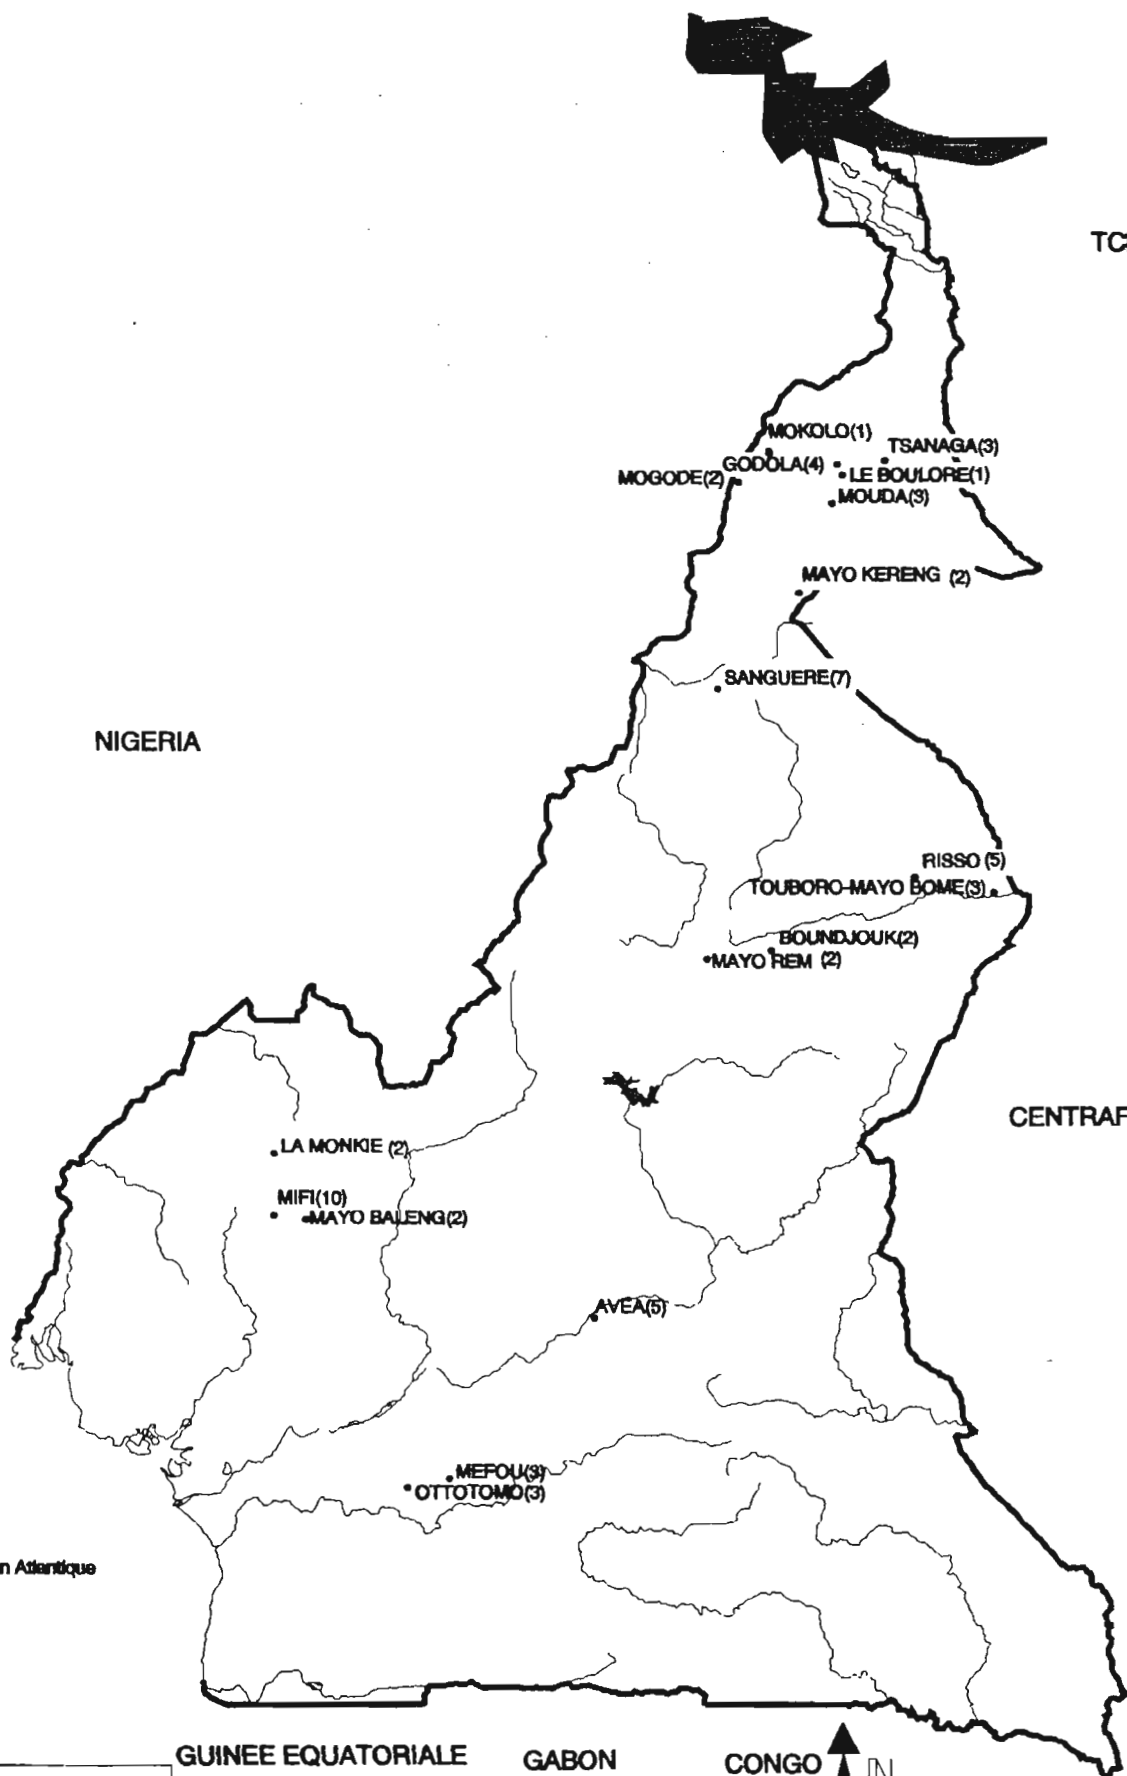 TC
MOKOLO(1)
TSANAGA(3)
GODOLA(4)
MOGODE(2)
LE BOULORE(1)
MOUDA(3)
MAYO KERENG (2)
SANGUERE(7)
NIGERIA
RISSO (5)
TOUBORO-MAYO BOME(3)
BOUNDJOUK(2)
MAYO REM (2)
CENTRAF
LA MONKIE (2)
MIFI(10)
MAYO BALENG(2)
AVEA(5)
MEFOU(3)
OTTOTOMO(3)
n Atlantique
GUINEE EQUATORIALE
GABON
CONGO
N